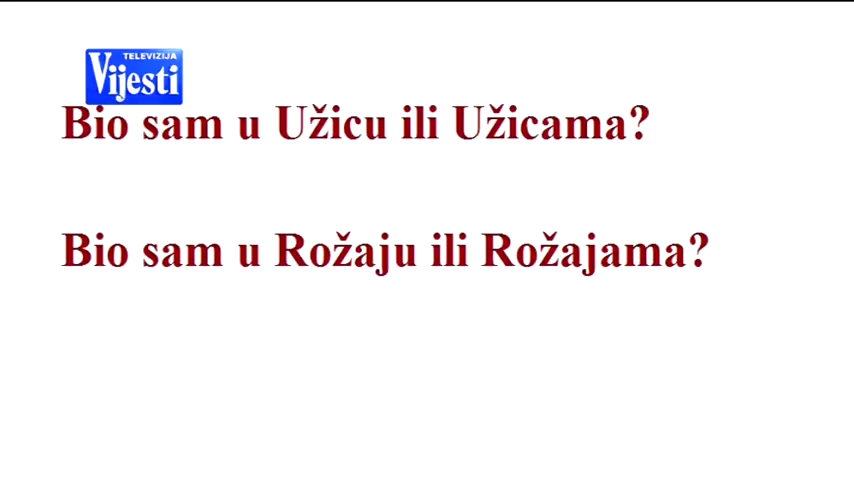 TELEVIZIJA
Vijesti
Bio sam u Užicu ili Užicama?
Bio sam u Rožaju ili Rožajama?